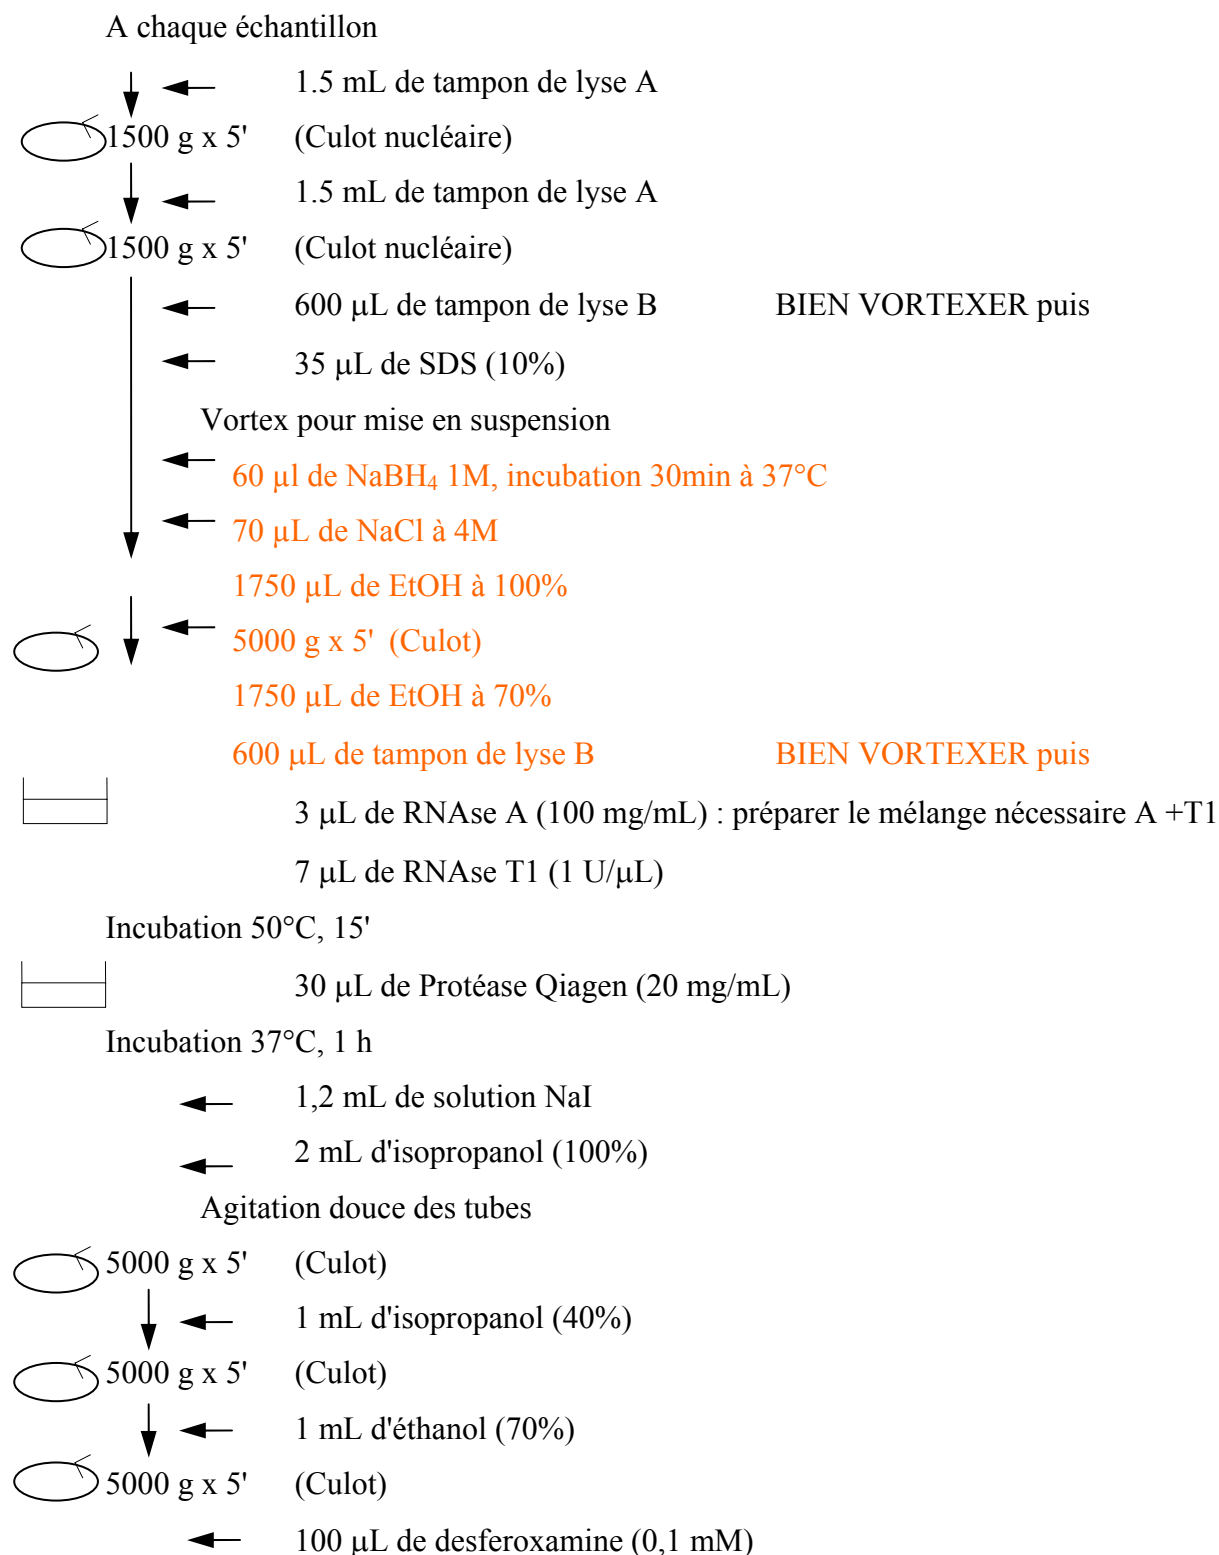 A chaque échantillon
1.5 mL de tampon de lyse A
1500 g x 5' (Culot nucléaire)
1.5 mL de tampon de lyse A
1500 g x 5' (Culot nucléaire)
600 µL de tampon de lyse B BIEN VORTEXER puis
35 µL de SDS (10%)
Vortex pour mise en suspension
60 µl de NaBH4 1M, incubation 30min à 37°C
70 µL de NaCl à 4M
1750 µL de EtOH à 100%
5000 g x 5' (Culot)
1750 µL de EtOH à 70%
600 µL de tampon de lyse B BIEN VORTEXER puis
3 µL de RNAse A (100 mg/mL) : préparer le mélange nécessaire A +T1
7 µL de RNAse T1 (1 U/µL)
Incubation 50°C, 15'
30 µL de Protéase Qiagen (20 mg/mL)
Incubation 37°C, 1 h
1,2 mL de solution NaI
2 mL d'isopropanol (100%)
Agitation douce des tubes
5000 g x 5' (Culot)
1 mL d'isopropanol (40%)
5000 g x 5' (Culot)
1 mL d'éthanol (70%)
5000 g x 5' (Culot)
100 µL de desferoxamine (0,1 mM)